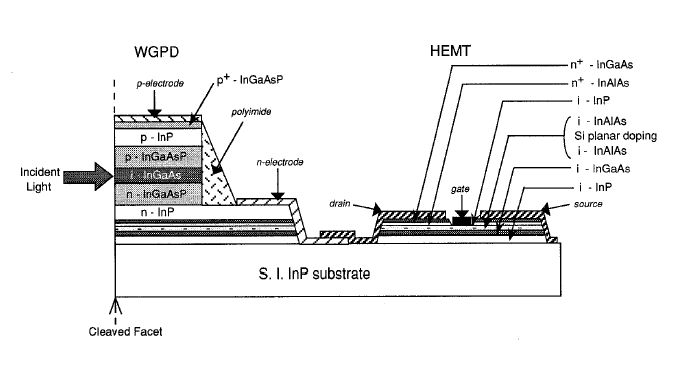 WGPD
HEMT
p-electrode
p+ - InGaAsP
polyimide
p - InP
p - InGaAsP
i - InGaAs
n - InGaAsP
n - InP
Incident
Light
n-electrode
n+ - InGaAs
n+ - InAlAs
i - InP
i - InAlAs
Si planar doping
i - InAlAs
i - InGaAs
i - InP
drain
gate
source
S. I. InP substrate
Cleaved Facet